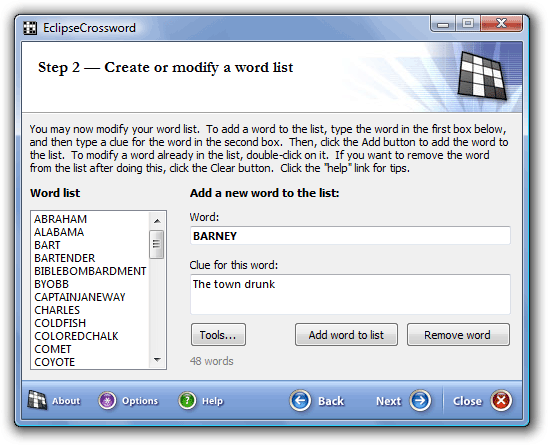 EclipseCrossword
Step 2 — Create or modify a word list
You may now modify your word list. To add a word to the list, type the word in the first box below,
and then type a clue for the word in the second box. Then, click the Add button to add the word to
the list. To modify a word already in the list, double-click on it. If you want to remove the word
from the list after doing this, click the Clear button. Click the "help" link for tips.
Word list
ABRAHAM
ALABAMA
BART
BARTENDER
BIBLEBOMBARDMENT
BYOBB
CAPTAINJANEWAY
CHARLES
COLDFISH
COLOREDCHALK
COMET
COYOTE
Add a new word to the list:
Word:
BARNEY
Clue for this word:
The town drunk
Tools...
Add word to list
Remove word
48 words
About
Options
Help
Back
Next
Close